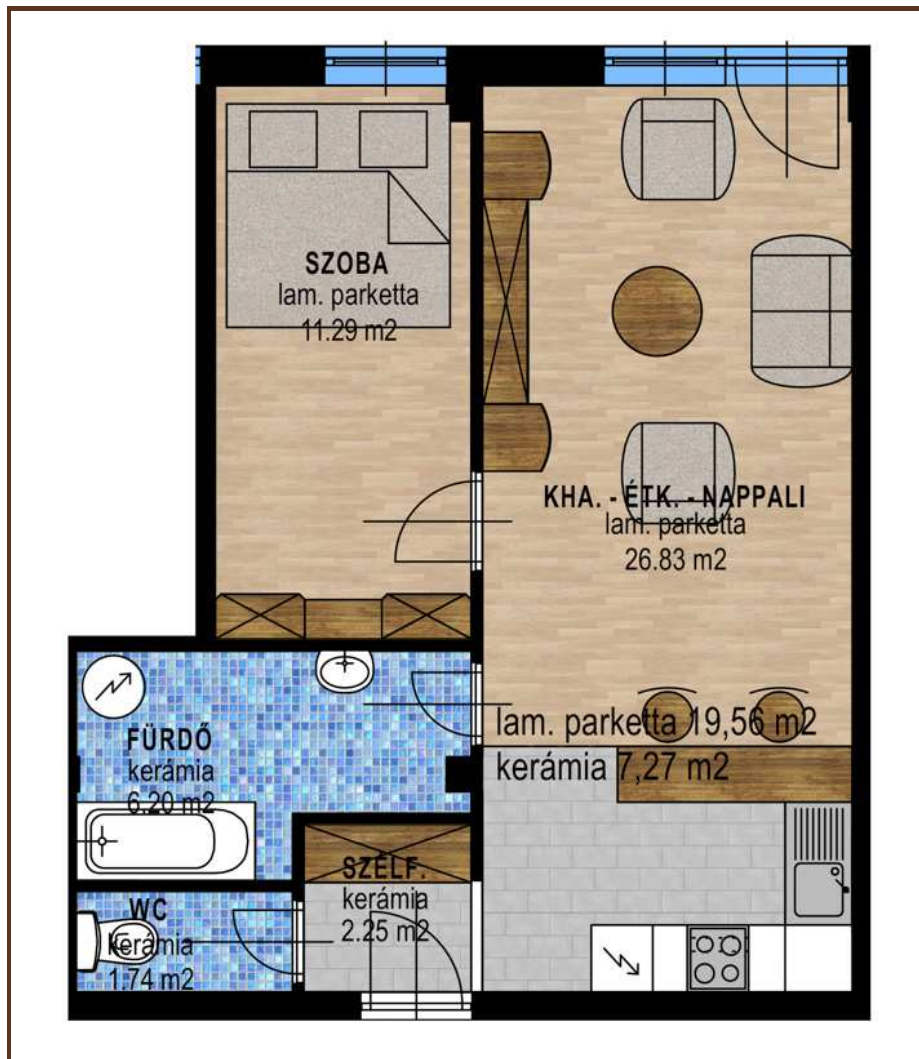 SZOBA
lam. parketta
11.29 m2
KHA. - ÉTK. - NAPPALI
lam. parketta
26.83 m2
lam. parketta 19,56 m2
kerámia 7,27 m2
FÜRDŐ
kerámia
6.20 m2
SZÉLF.
kerámia
2.25 m2
WC
kerámia
1.74 m2